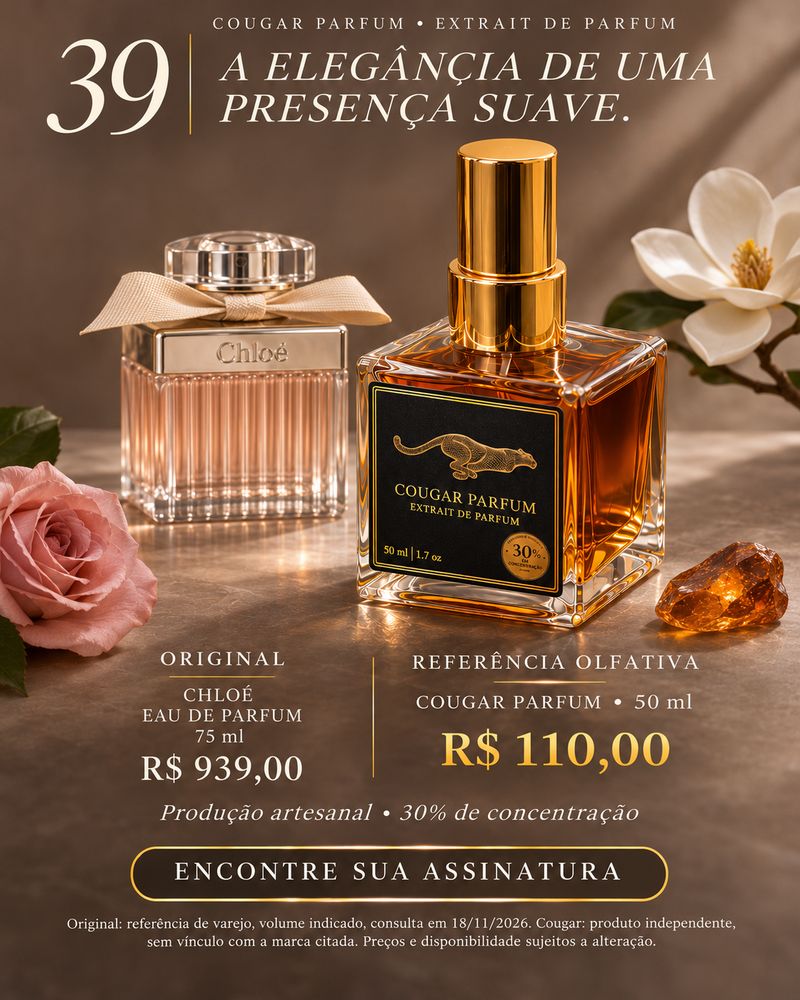 COUGAR PARFUM • EXTRAIT DE PARFUM
39
A ELEGÂNÇIA DE UMA
PRESENÇA SUAVE.
Chloé
COUGAR PARFUM
EXTRAIT DE PARFUM
50 ml | 1.7 oz
30%
CONCENTRAÇÃO
ORIGINAL
CHLOÉ
EAU DE PARFUM
75 ml
R$ 939,00
REFERÊNCIA OLFATIVA
COUGAR PARFUM • 50 ml
R$ 110,00
Produção artesanal • 30% de concentração
ENCONTRE SUA ASSINATURA
Original: referência de varejo, volume indicado, consulta em 18/11/2026. Cougar: produto independente,
sem vínculo com a marca citada. Preços e disponibilidade sujeitos a alteração.